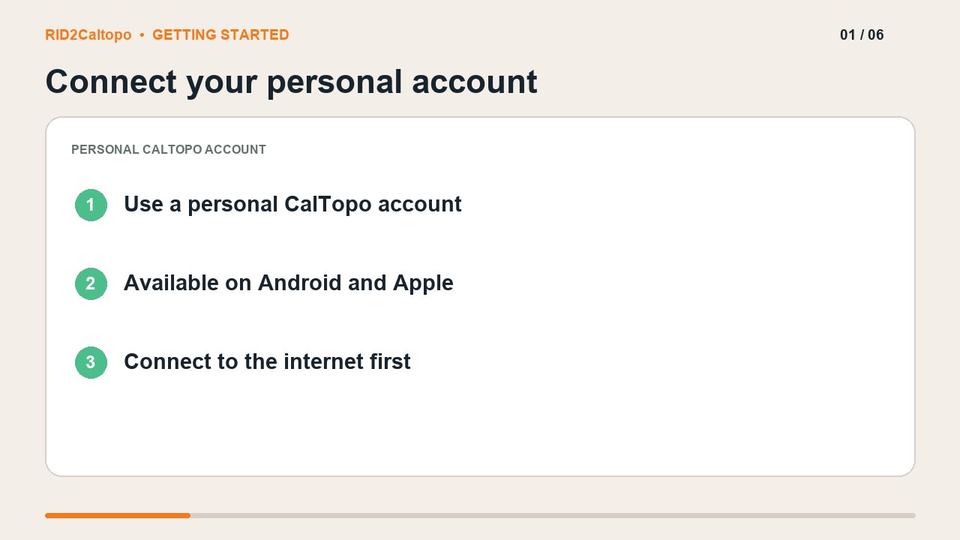 RID2Caltopo • GETTING STARTED
01 / 06
Connect your personal account
PERSONAL CALTOPO ACCOUNT
1 Use a personal CalTopo account
2 Available on Android and Apple
3 Connect to the internet first